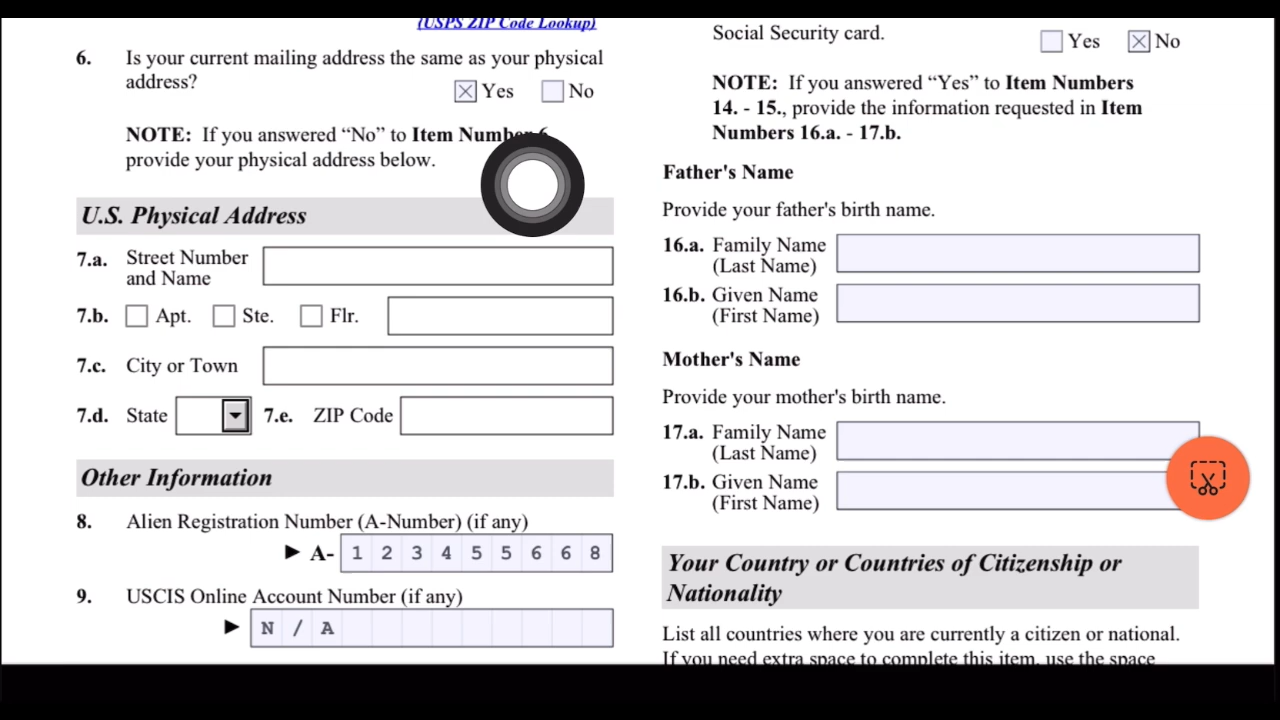 (USPS ZIP Code Lookup)
6. Is your current mailing address the same as your physical
address?
Yes No
NOTE: If you answered “No” to Item Number 6.
provide your physical address below.
U.S. Physical Address
7.a. Street Number
and Name
7.b. Apt. Ste. Flr.
7.c. City or Town
7.d. State 7.e. ZIP Code
Other Information
8. Alien Registration Number (A-Number) (if any)
► A- 1 2 3 4 5 5 6 6 8
9. USCIS Online Account Number (if any)
► N / A
Social Security card.
Yes No
NOTE: If you answered “Yes” to Item Numbers
14. - 15., provide the information requested in Item
Numbers 16.a. - 17.b.
Father's Name
Provide your father's birth name.
16.a. Family Name
(Last Name)
16.b. Given Name
(First Name)
Mother's Name
Provide your mother's birth name.
17.a. Family Name
(Last Name)
17.b. Given Name
(First Name)
Your Country or Countries of Citizenship or
Nationality
List all countries where you are currently a citizen or national.
If you need extra space to complete this item, use the space